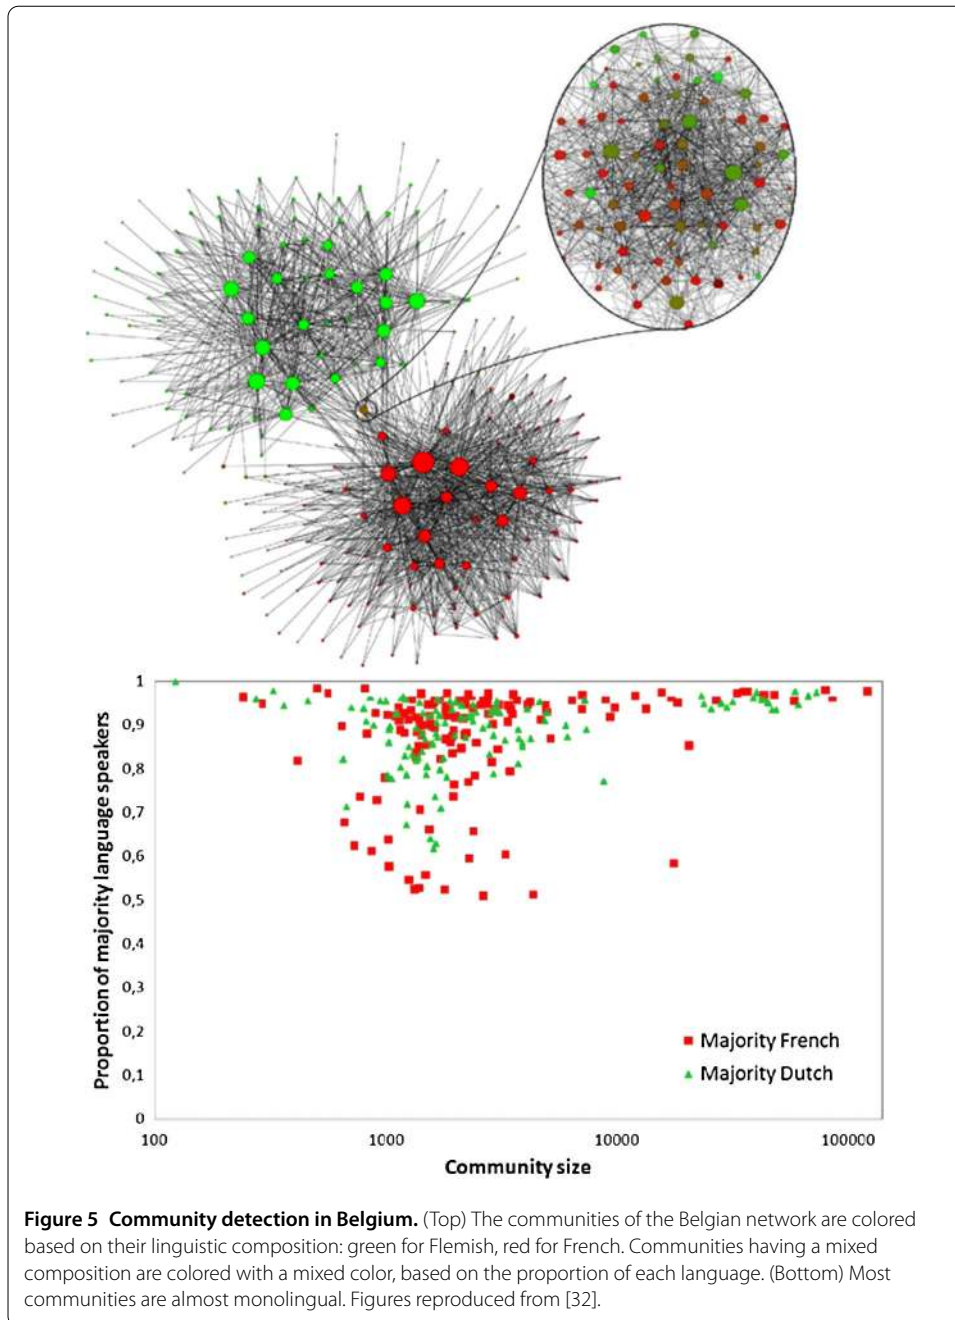 1
0,9
0,8
0,7
0,6
0,5
0,4
0,3
0,2
0,1
0
Proportion of majority language speakers
Majority French
Majority Dutch
100
1000
10000
100000
Community size
Figure 5 Community detection in Belgium. (Top) The communities of the Belgian network are colored
based on their linguistic composition: green for Flemish, red for French. Communities having a mixed
composition are colored with a mixed color, based on the proportion of each language. (Bottom) Most
communities are almost monolingual. Figures reproduced from [32].